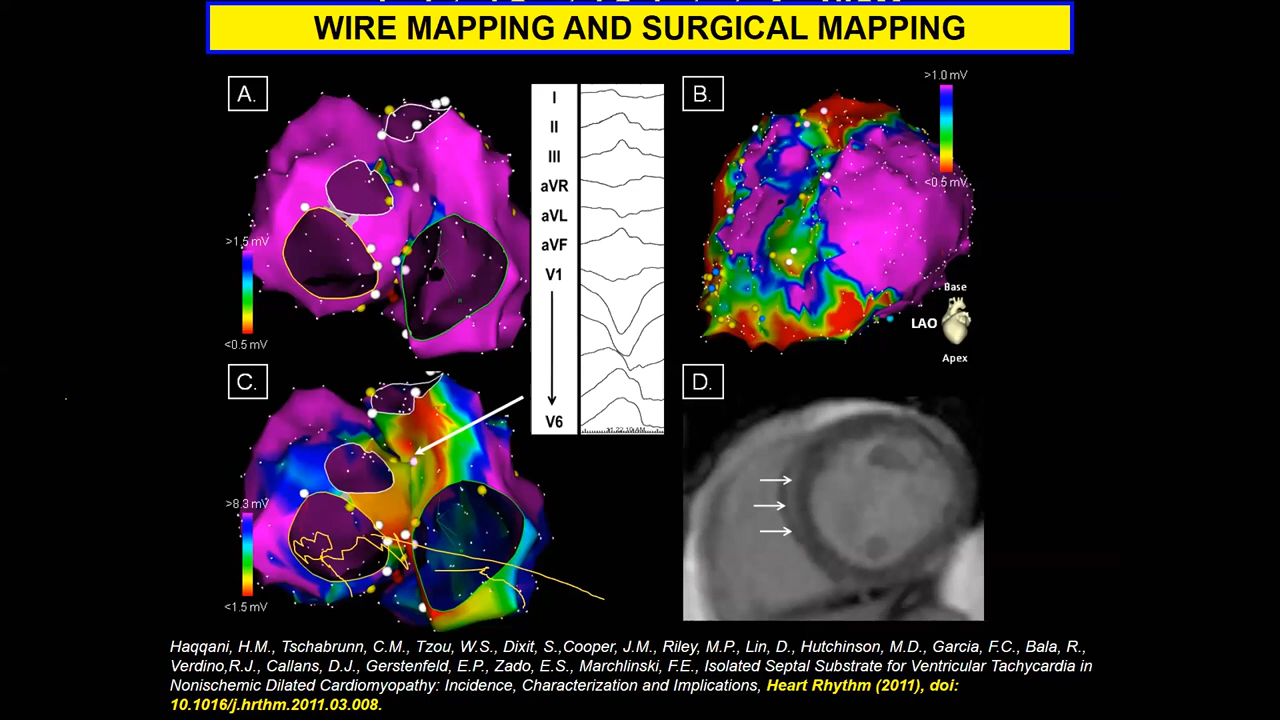 WIRE MAPPING AND SURGICAL MAPPING
A.
>1.5 mV
<0.5 mV
I
II
III
aVR
aVL
aVF
V1
V6
B.
>1.0 mV
<0.5 mV
Base
LAO
Apex
C.
>8.3 mV
<1.5 mV
D.
Haqqani, H.M., Tschabrunn, C.M., Tzou, W.S., Dixit, S.,Cooper, J.M., Riley, M.P., Lin, D., Hutchinson, M.D., Garcia, F.C., Bala, R.,
Verdino,R.J., Callans, D.J., Gerstenfeld, E.P., Zado, E.S., Marchlinski, F.E., Isolated Septal Substrate for Ventricular Tachycardia in
Nonischemic Dilated Cardiomyopathy: Incidence, Characterization and Implications, Heart Rhythm (2011), doi:
10.1016/j.hrthm.2011.03.008.